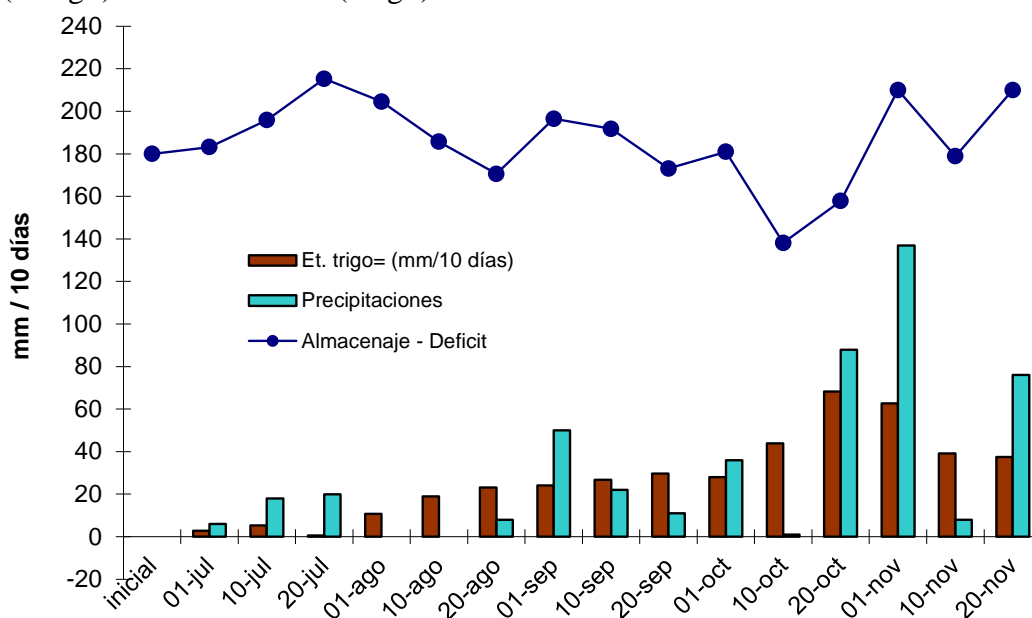 240
220
200
180
160
140
120
100
80
60
40
20
0
-20
mm / 10 días
Et. trigo= (mm/10 días)
Precipitaciones
Almacenaje - Deficit
inicial
01-jul
10-jul
20-jul
01-ago
10-ago
20-ago
01-sep
10-sep
20-sep
01-oct
10-oct
20-oct
01-nov
10-nov
20-nov